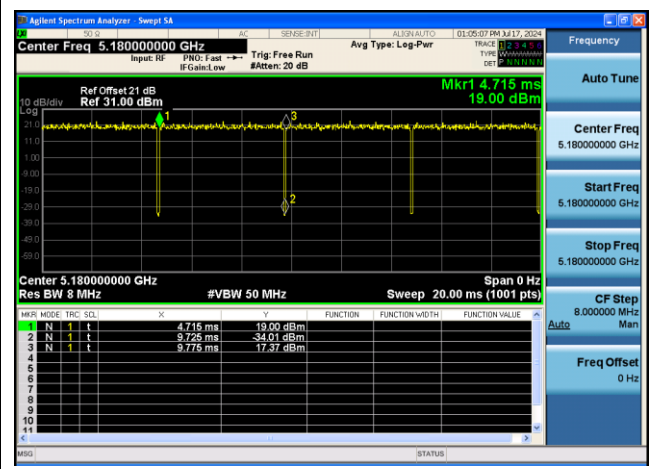 Agilent Spectrum Analyzer - Swept SA
50 Ω AC SENSE:INT ALIGN AUTO 01:05:07 PM Jul 17, 2024
Center Freq 5.180000000 GHz
Input: RF PNO: Fast IFGain:Low
Trig: Free Run
#Atten: 20 dB
Avg Type: Log-Pwr
TRACE 1 2 3 4 5 6
TYPE
DET P N N N N N
Ref Offset 21 dB
Ref 31.00 dBm
10 dB/div
Log
Mkr1 4.715 ms
19.00 dBm
21.0
11.0
1.00
-9.00
-19.0
-29.0
-39.0
-49.0
-59.0
1
3
2
Center 5.180000000 GHz
Span 0 Hz
Res BW 8 MHz
#VBW 50 MHz
Sweep 20.00 ms (1001 pts)
MKR MODE TRC SCL X Y FUNCTION FUNCTION WIDTH FUNCTION VALUE
1 N 1 t 4.715 ms 19.00 dBm
2 N 1 t 9.725 ms -34.01 dBm
3 N 1 t 9.775 ms 17.37 dBm
4
5
6
7
8
9
10
11
MSG
STATUS
Frequency
Auto Tune
Center Freq
5.180000000 GHz
Start Freq
5.180000000 GHz
Stop Freq
5.180000000 GHz
CF Step
8.000000 MHz
Auto Man
Freq Offset
0 Hz